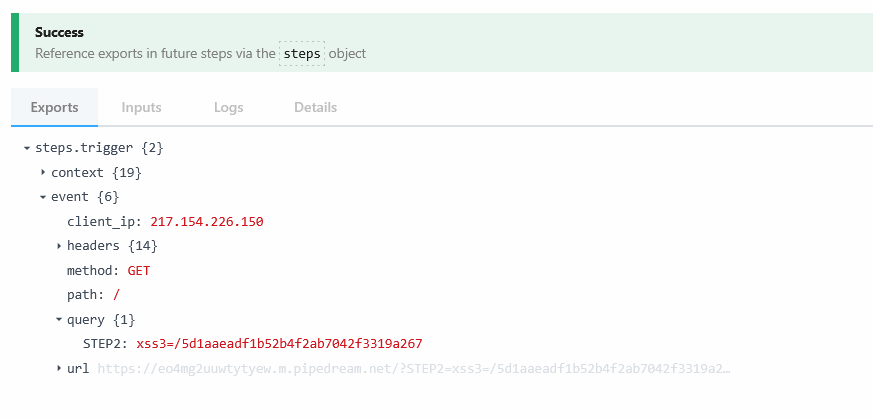 Success
Reference exports in future steps via the steps object
Exports Inputs Logs Details
steps.trigger {2}
context {19}
event {6}
client_ip: 217.154.226.150
headers {14}
method: GET
path: /
query {1}
STEP2: xss3=/5d1aaeadf1b52b4f2ab7042f3319a267
url https://eo4mg2uuwtytyew.m.pipedream.net/?STEP2=xss3=/5d1aaeadf1b52b4f2ab7042f3319a2…